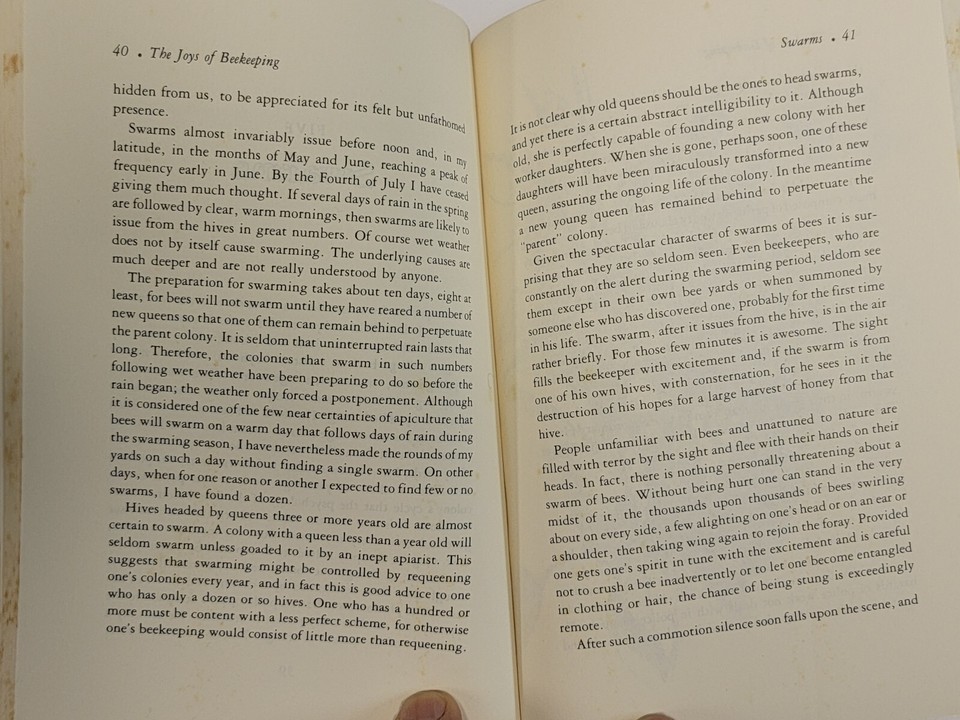 40 • The Joys of Beekeeping
hidden from us, to be appreciated for its felt but unfathomed
presence.
Swarms almost invariably issue before noon and, in my
latitude, in the months of May and June, reaching a peak of
frequency early in June. By the Fourth of July I have ceased
giving them much thought. If several days of rain in the spring
are followed by clear, warm mornings, then swarms are likely to
issue from the hives in great numbers. Of course wet weather
does not by itself cause swarming. The underlying causes are
much deeper and are not really understood by anyone.
The preparation for swarming takes about ten days, eight at
least, for bees will not swarm until they have reared a number of
new queens so that one of them can remain behind to perpetuate
the parent colony. It is seldom that uninterrupted rain lasts that
long. Therefore, the colonies that swarm in such numbers
following wet weather have been preparing to do so before the
rain began; the weather only forced a postponement. Although
it is considered one of the few near certainties of apiculture that
bees will swarm on a warm day that follows days of rain during
the swarming season, I have nevertheless made the rounds of my
yards on such a day without finding a single swarm. On other
days, when for one reason or another I expected to find few or no
swarms, I have found a dozen.
Hives headed by queens three or more years old are almost
certain to swarm. A colony with a queen less than a year old will
seldom swarm unless goaded to it by an inept apiarist. This
suggests that swarming might be controlled by requeening
one's colonies every year, and in fact this is good advice to one
who has only a dozen or so hives. One who has a hundred or
more must be content with a less perfect scheme, for otherwise
one's beekeeping would consist of little more than requeening.
Swarms • 41
It is not clear why old queens should be the ones to head swarms,
and yet there is a certain abstract intelligibility to it. Although
old, she is perfectly capable of founding a new colony with her
worker daughters. When she is gone, perhaps soon, one of these
daughters will have been miraculously transformed into a new
queen, assuring the ongoing life of the colony. In the meantime
a new young queen has remained behind to perpetuate the
"parent" colony.
Given the spectacular character of swarms of bees it is sur-
prising that they are so seldom seen. Even beekeepers, who are
constantly on the alert during the swarming period, seldom see
them except in their own bee yards or when summoned by
someone else who has discovered one, probably for the first time
in his life. The swarm, after it issues from the hive, is in the air
rather briefly. For those few minutes it is awesome. The sight
fills the beekeeper with excitement and, if the swarm is from
one of his own hives, with consternation, for he sees in it the
destruction of his hopes for a large harvest of honey from that
hive.
People unfamiliar with bees and unattuned to nature are
filled with terror by the sight and flee with their hands on their
heads. In fact, there is nothing personally threatening about a
swarm of bees. Without being hurt one can stand in the very
midst of it, the thousands upon thousands of bees swirling
about on every side, a few alighting on one's head or on an ear or
a shoulder, then taking wing again to rejoin the foray. Provided
one gets one's spirit in tune with the excitement and is careful
not to crush a bee inadvertently or to let one become entangled
in clothing or hair, the chance of being stung is exceedingly
remote.
After such a commotion silence soon falls upon the scene, and